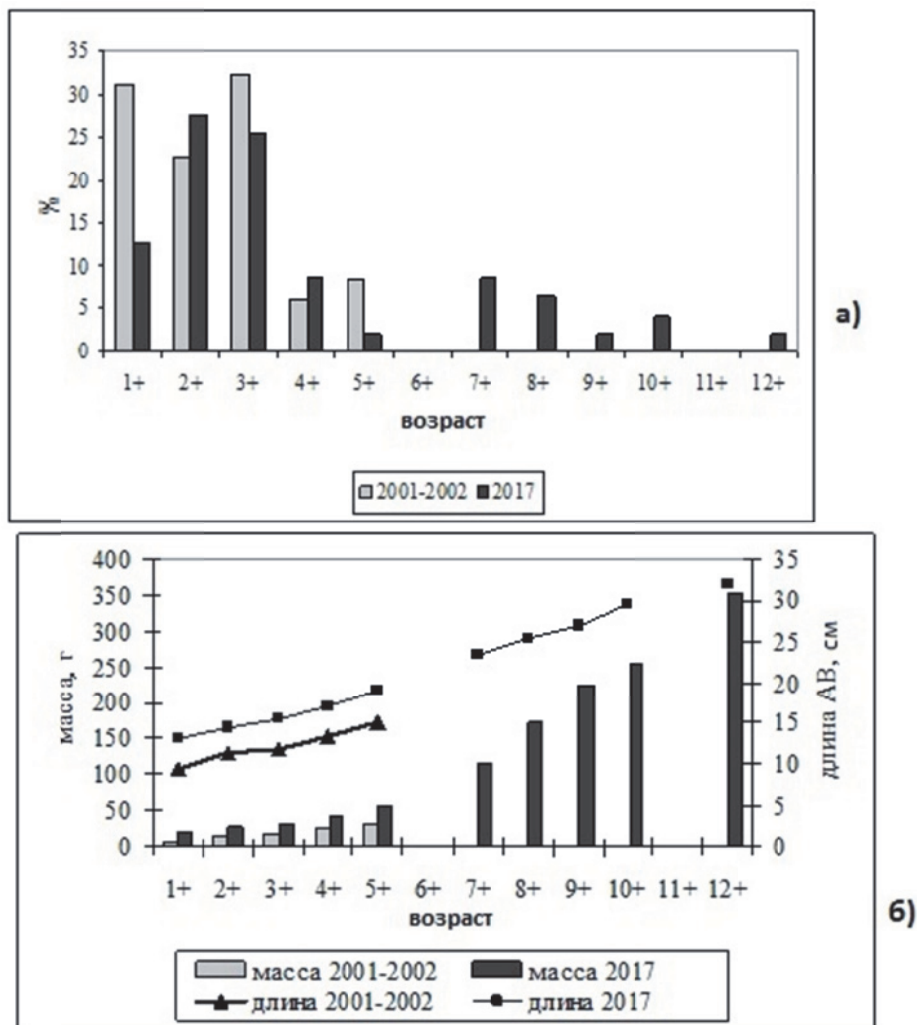 35
30
25
20
15
10
5
0
%
1+ 2+ 3+ 4+ 5+ 6+ 7+ 8+ 9+ 10+ 11+ 12+
возраст
2001-2002 2017
а)
400
350
300
250
200
150
100
50
0
масса, г
35
30
25
20
15
10
5
0
длина АВ, см
1+ 2+ 3+ 4+ 5+ 6+ 7+ 8+ 9+ 10+ 11+ 12+
возраст
масса 2001-2002 масса 2017
длина 2001-2002 длина 2017
б)